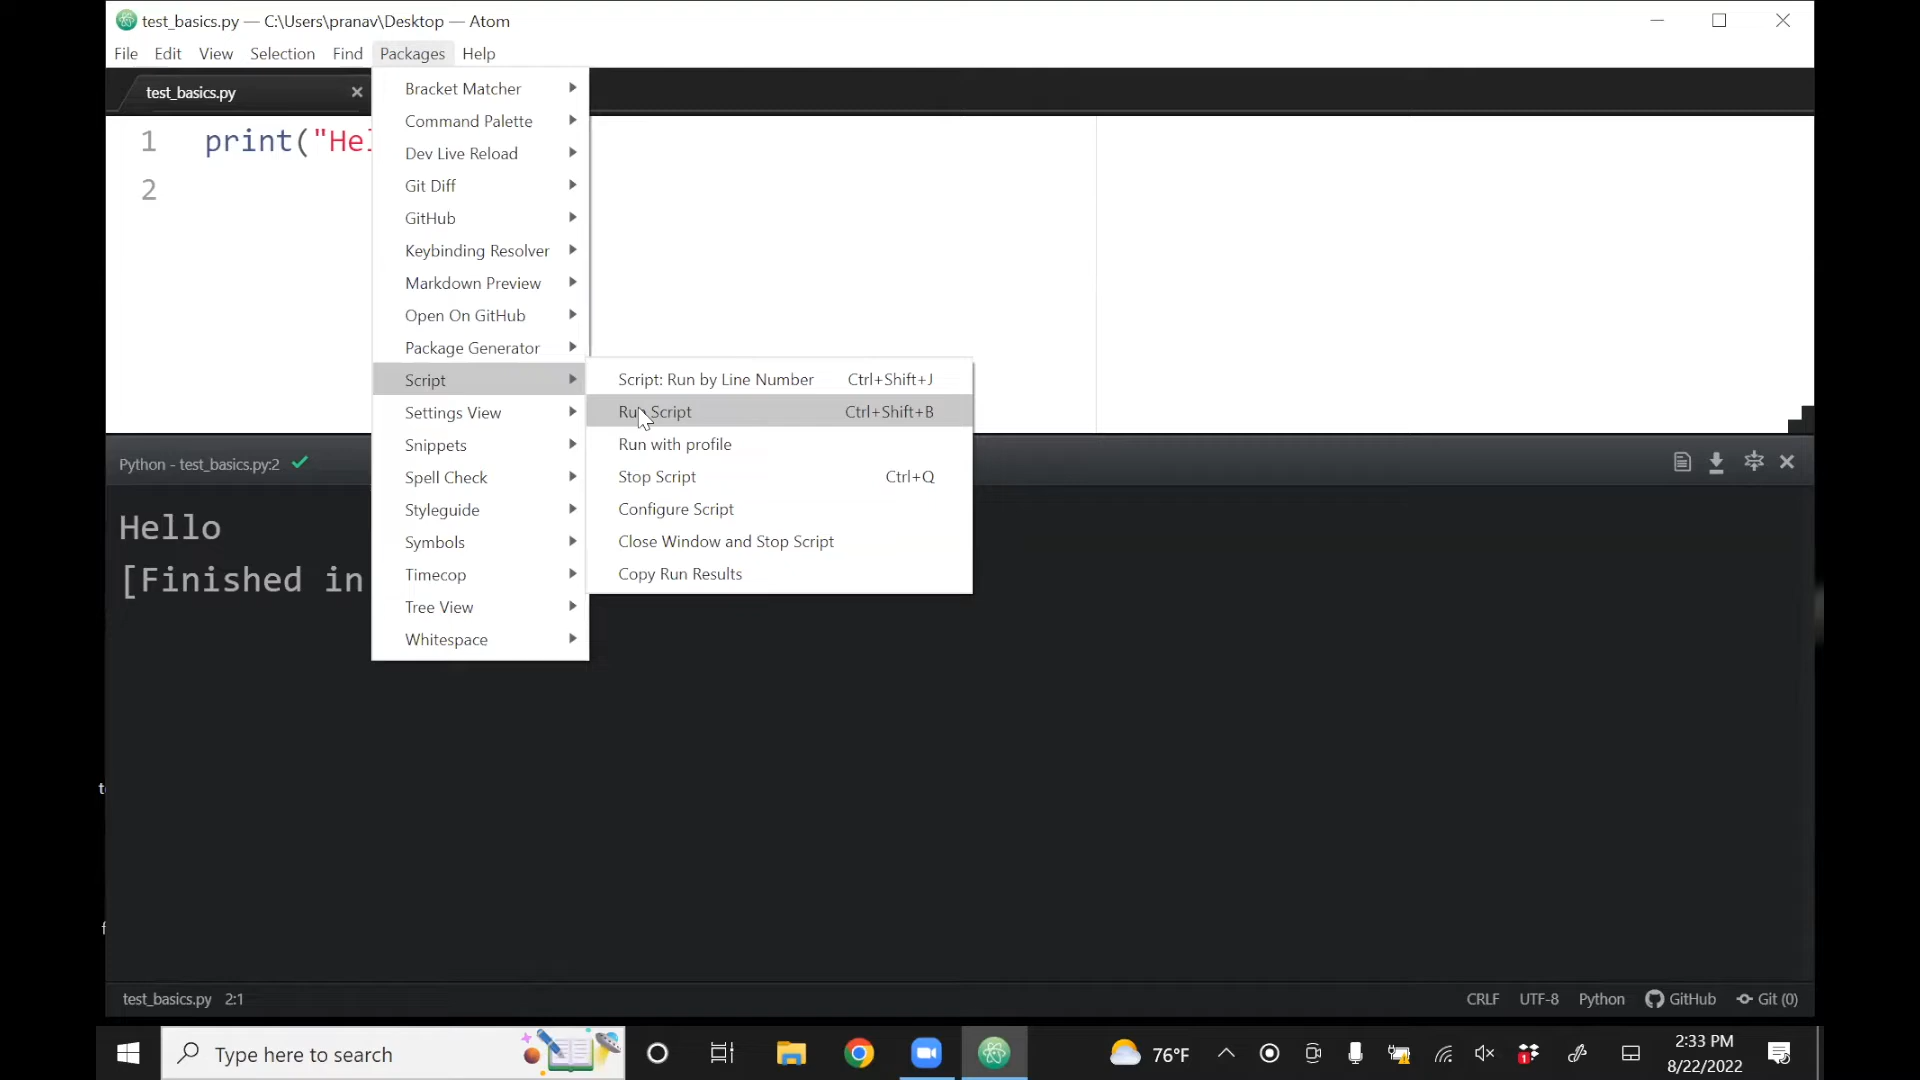 test_basics.py — C:\Users\pranav\Desktop — Atom
File Edit View Selection Find Packages Help
test_basics.py
1 print("Hel
2
Bracket Matcher
Command Palette
Dev Live Reload
Git Diff
GitHub
Keybinding Resolver
Markdown Preview
Open On GitHub
Package Generator
Script
Settings View
Snippets
Spell Check
Styleguide
Symbols
Timecop
Tree View
Whitespace
Script: Run by Line Number Ctrl+Shift+J
Run Script Ctrl+Shift+B
Run with profile
Stop Script Ctrl+Q
Configure Script
Close Window and Stop Script
Copy Run Results
Python - test_basics.py:2
Hello
[Finished in
test_basics.py 2:1
CRLF UTF-8 Python GitHub Git (0)
Type here to search
76°F
1
2:33 PM
8/22/2022